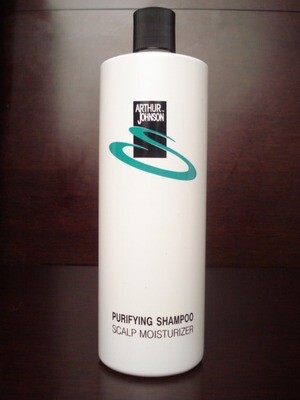 ARTHUR
JOHNSON
PURIFYING SHAMPOO
SCALP MOISTURIZER